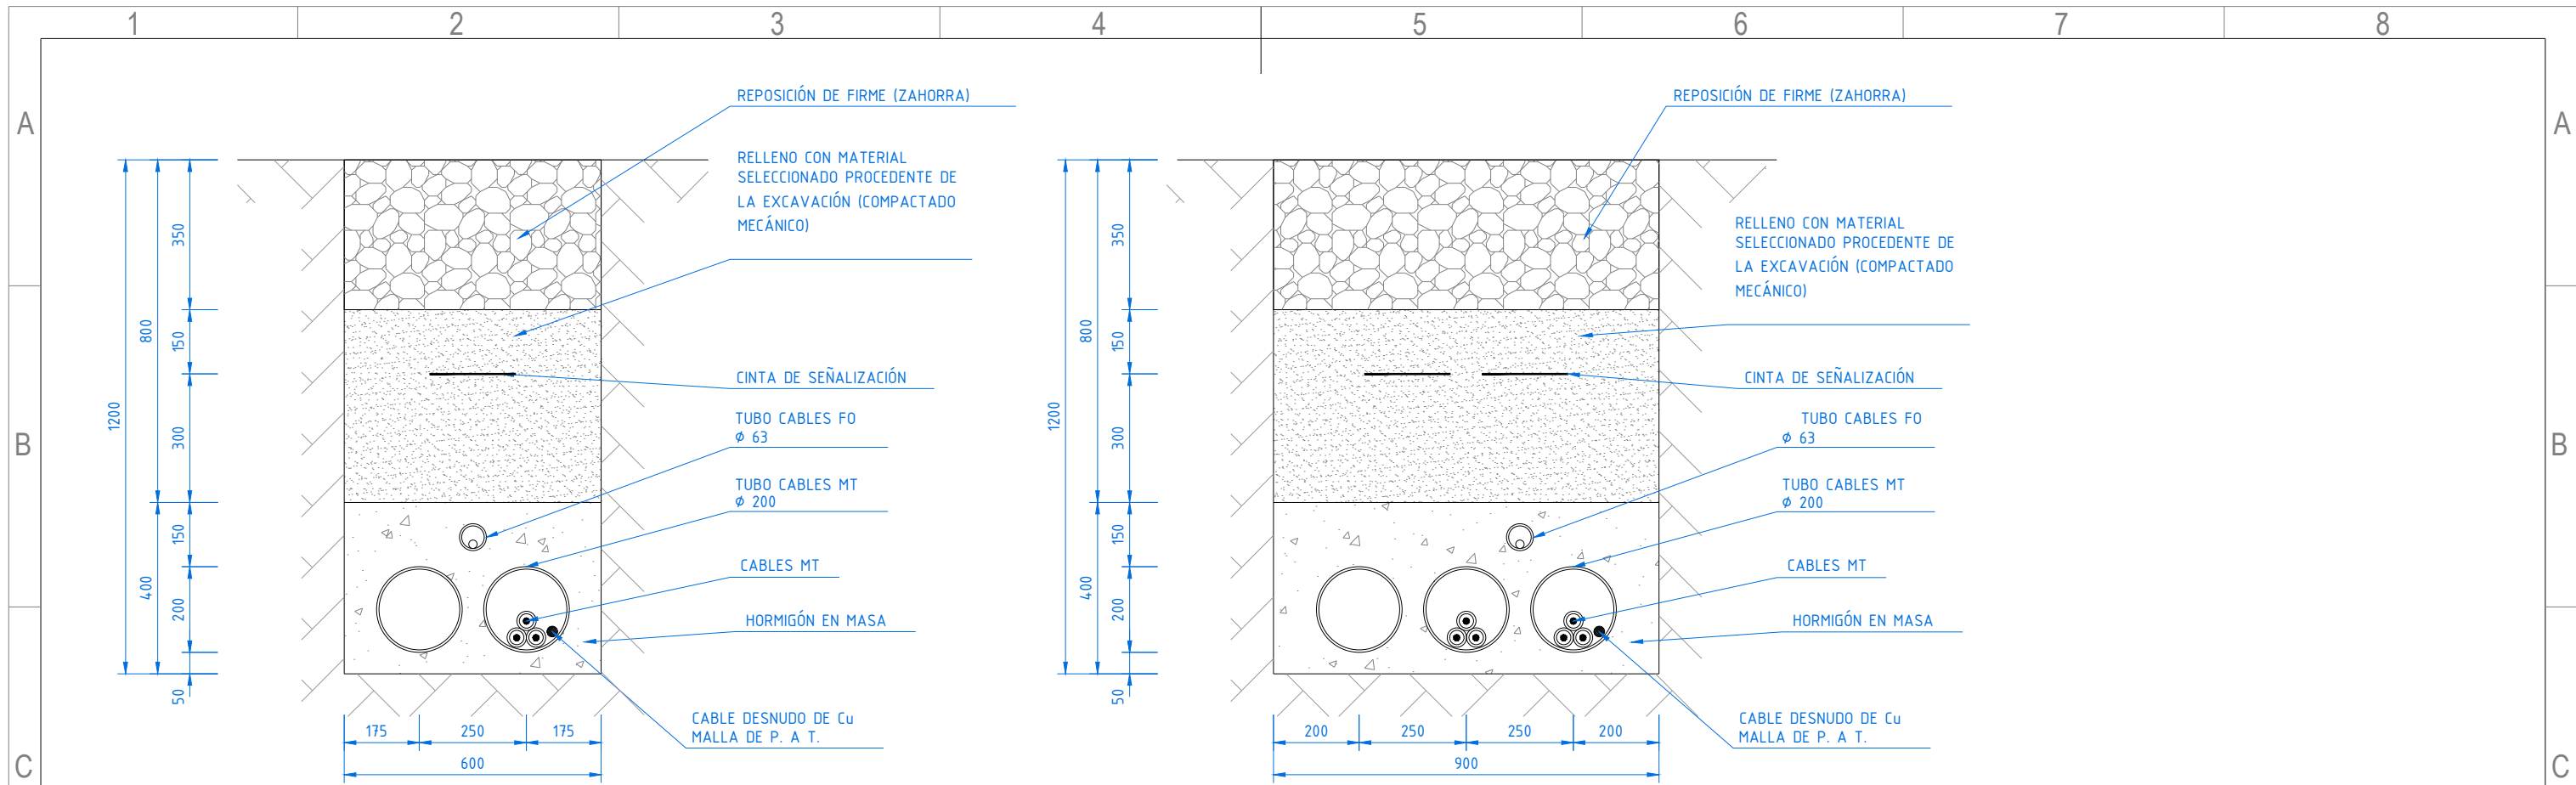 1 2 3 4 5 6 7 8
A
A
REPOSICIÓN DE FIRME (ZAHORRA)
RELLENO CON MATERIAL
SELECCIONADO PROCEDENTE DE
LA EXCAVACIÓN (COMPACTADO
MECÁNICO)
CINTA DE SEÑALIZACIÓN
TUBO CABLES FO
ϕ 63
TUBO CABLES MT
ϕ 200
CABLES MT
HORMIGÓN EN MASA
CABLE DESNUDO DE Cu
MALLA DE P. A T.
1200
800
400
350
150
300
150
200
50
175 250 175
600
REPOSICIÓN DE FIRME (ZAHORRA)
RELLENO CON MATERIAL
SELECCIONADO PROCEDENTE DE
LA EXCAVACIÓN (COMPACTADO
MECÁNICO)
CINTA DE SEÑALIZACIÓN
TUBO CABLES FO
ϕ 63
TUBO CABLES MT
ϕ 200
CABLES MT
HORMIGÓN EN MASA
CABLE DESNUDO DE Cu
MALLA DE P. A T.
1200
800
400
350
150
300
150
200
50
200 250 250 200
900
B
B
C
C